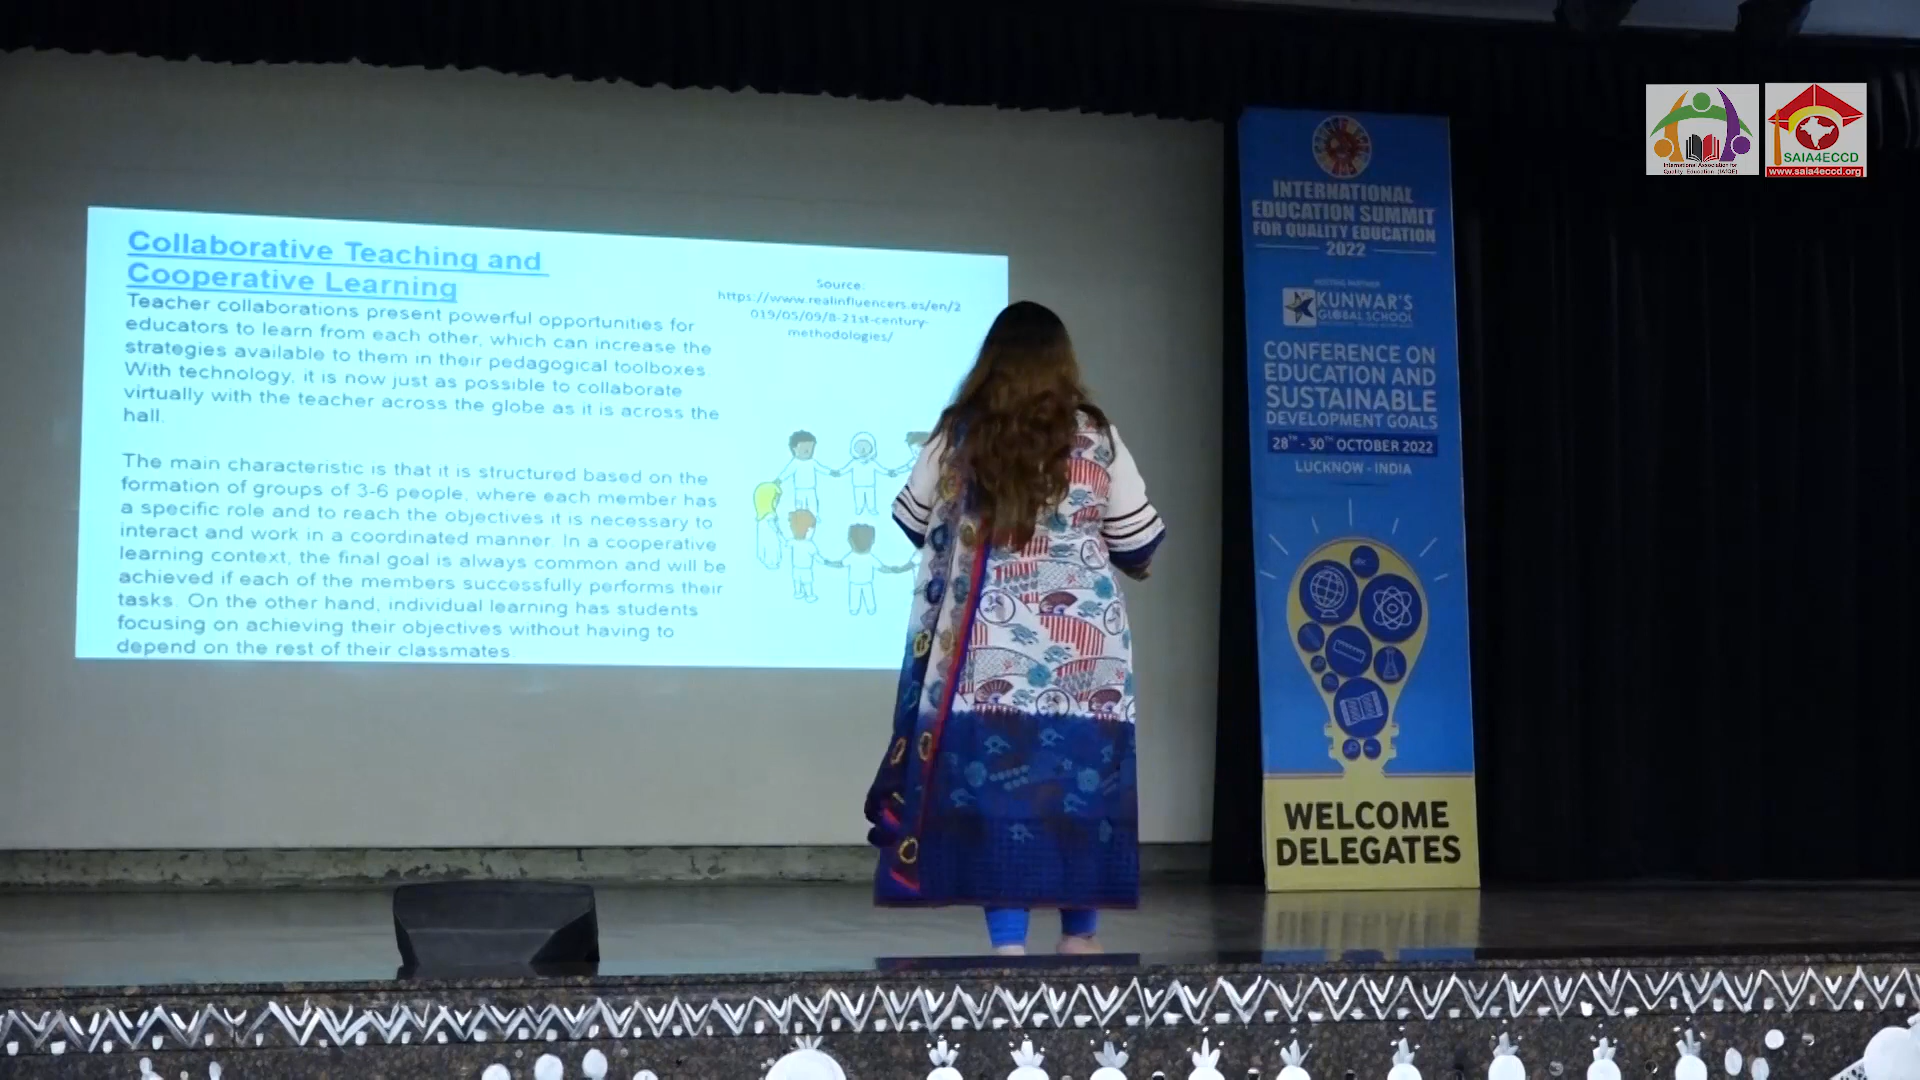 Collaborative Teaching and
Cooperative Learning
Teacher collaborations present powerful opportunities for
educators to learn from each other, which can increase the
strategies available to them in their pedagogical toolboxes.
With technology, it is now just as possible to collaborate
virtually with the teacher across the globe as it is across the
hall.
The main characteristic is that it is structured based on the
formation of groups of 3-6 people, where each member has
a specific role and to reach the objectives it is necessary to
interact and work in a coordinated manner. In a cooperative
learning context, the final goal is always common and will be
achieved if each of the members successfully performs their
tasks. On the other hand, individual learning has students
focusing on achieving their objectives without having to
depend on the rest of their classmates.
Source:
https://www.realinfluencers.es/en/2
019/05/09/8-21st-century-
methodologies/
INTERNATIONAL
EDUCATION SUMMIT
FOR QUALITY EDUCATION
2022
KUNWAR'S
GLOBAL SCHOOL
CONFERENCE ON
EDUCATION AND
SUSTAINABLE
DEVELOPMENT GOALS
28TH - 30TH OCTOBER 2022
LUCKNOW - INDIA
WELCOME
DELEGATES
International Association for
Quality Education (IA4QE)
SAIA4ECCD
www.saia4eccd.org